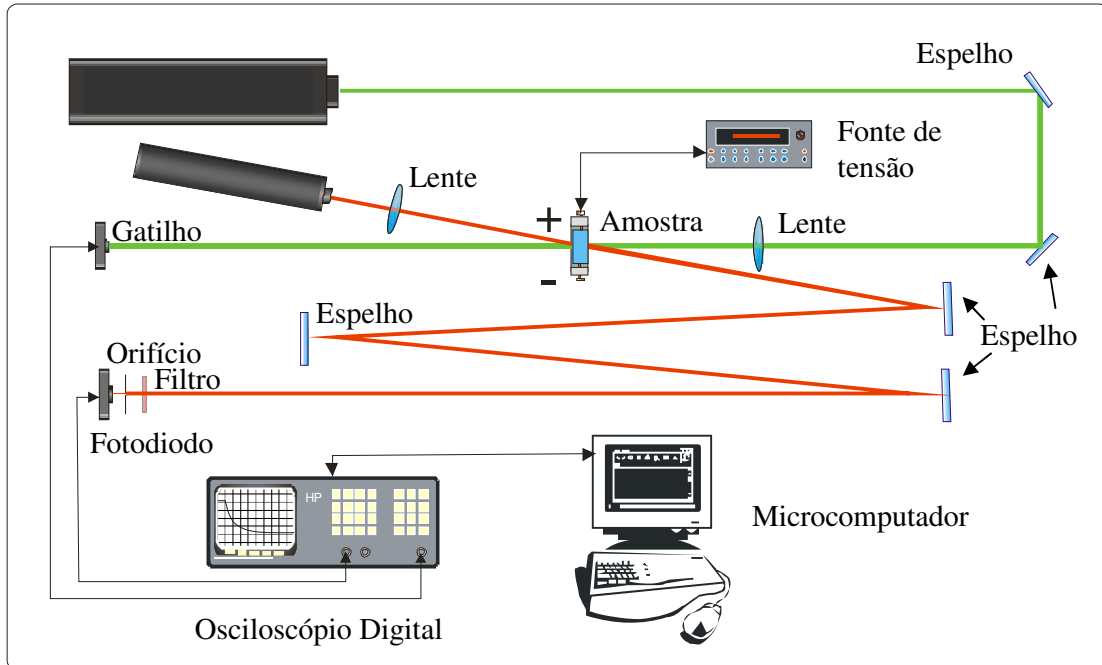 Espelho
Fonte de
tensão
Lente
+
Amostra
Lente
Gatilho
-
Espelho
Espelho
Orifício
Filtro
Fotodiodo
HP
Microcomputador
Osciloscópio Digital